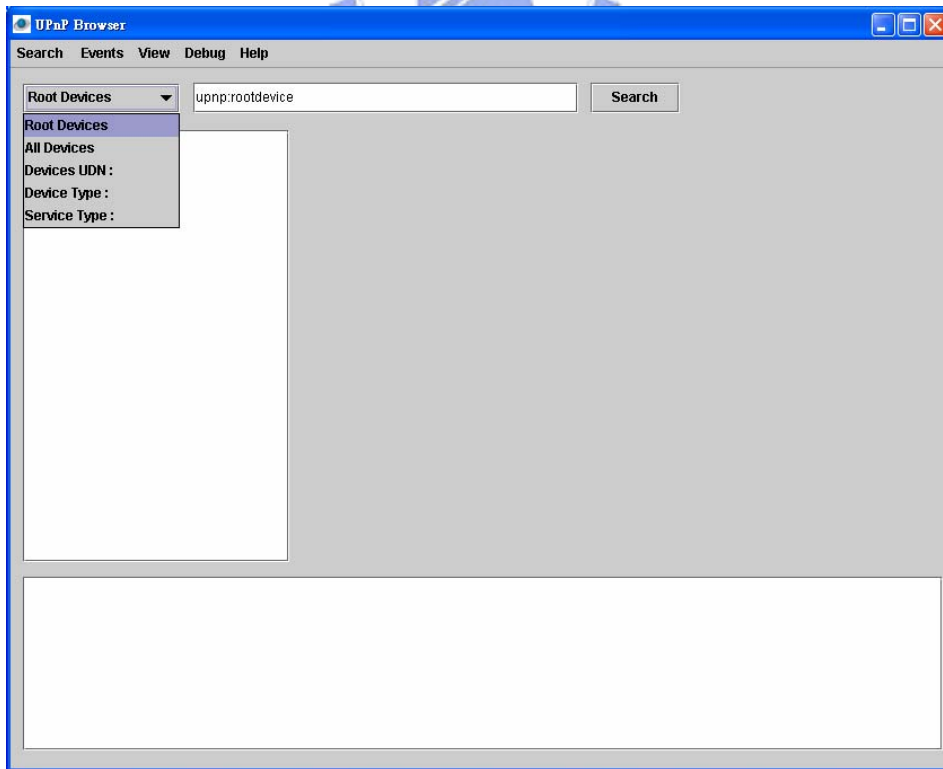 UPnP Browser
Search Events View Debug Help
Root Devices upnp:rootdevice Search
Root Devices
All Devices
Devices UDN :
Device Type :
Service Type :